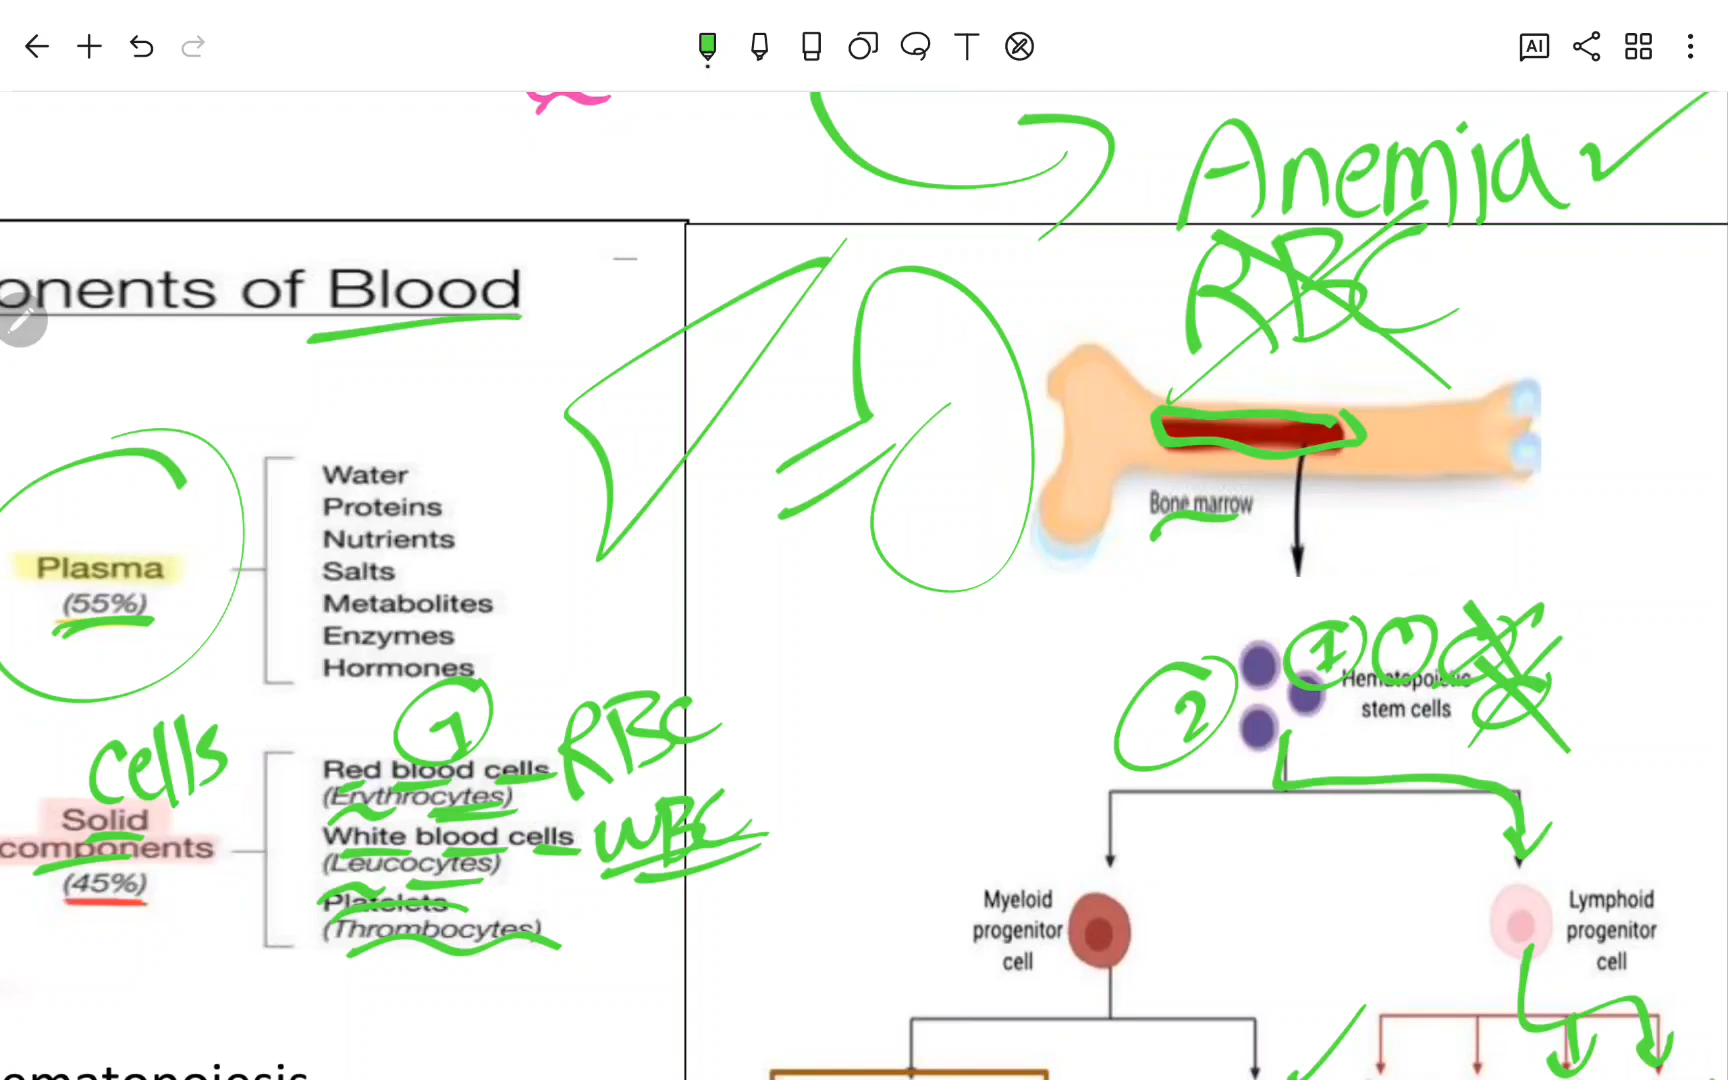 AI
Anemia
onents of Blood
RBC
Water
Proteins
Nutrients
Salts
Metabolites
Enzymes
Hormones
Plasma
(55%)
Bone marrow
1
1
2
Hematopoietic
stem cells
cells
1
RBC
Red blood cells
(Erythrocytes)
White blood cells
(Leucocytes)
WBC
Platelets
(Thrombocytes)
Solid
components
(45%)
Myeloid
progenitor
cell
Lymphoid
progenitor
cell
ematopoiesis